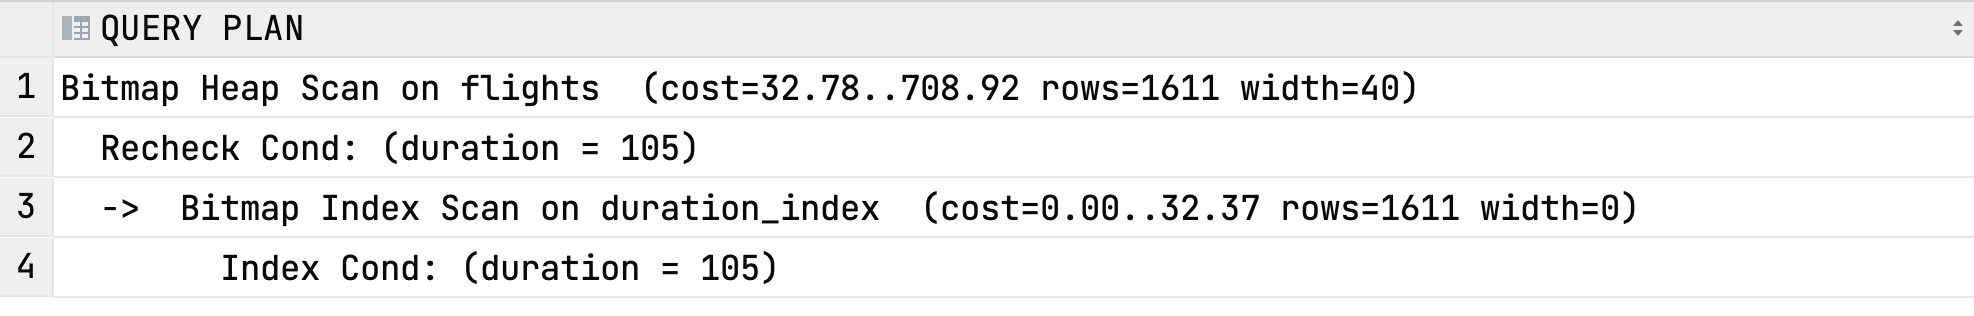 QUERY PLAN
1 Bitmap Heap Scan on flights  (cost=32.78..708.92 rows=1611 width=40)
2   Recheck Cond: (duration = 105)
3   ->  Bitmap Index Scan on duration_index  (cost=0.00..32.37 rows=1611 width=0)
4         Index Cond: (duration = 105)